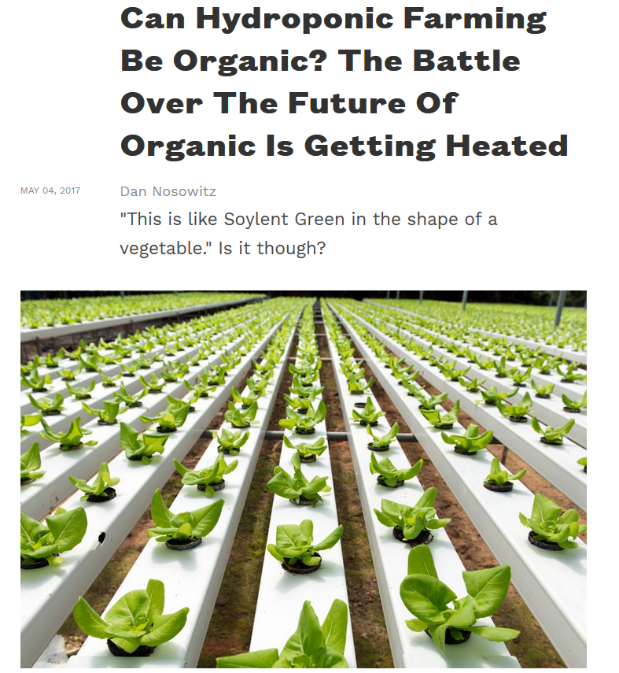 Can Hydroponic Farming
Be Organic? The Battle
Over The Future Of
Organic Is Getting Heated
MAY 04, 2017
Dan Nosowitz
"This is like Soylent Green in the shape of a
vegetable." Is it though?